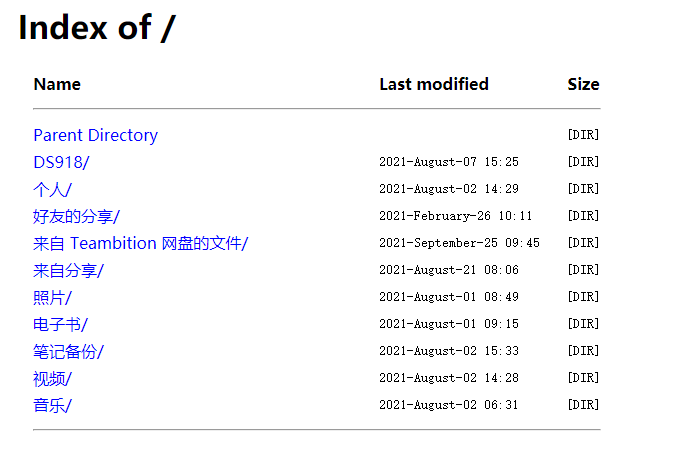 Index of /
Name Last modified Size
Parent Directory [DIR]
DS918/ 2021-August-07 15:25 [DIR]
个人/ 2021-August-02 14:29 [DIR]
好友的分享/ 2021-February-26 10:11 [DIR]
来自 Teambition 网盘的文件/ 2021-September-25 09:45 [DIR]
来自分享/ 2021-August-21 08:06 [DIR]
照片/ 2021-August-01 08:49 [DIR]
电子书/ 2021-August-01 09:15 [DIR]
笔记备份/ 2021-August-02 15:33 [DIR]
视频/ 2021-August-02 14:28 [DIR]
音乐/ 2021-August-02 06:31 [DIR]